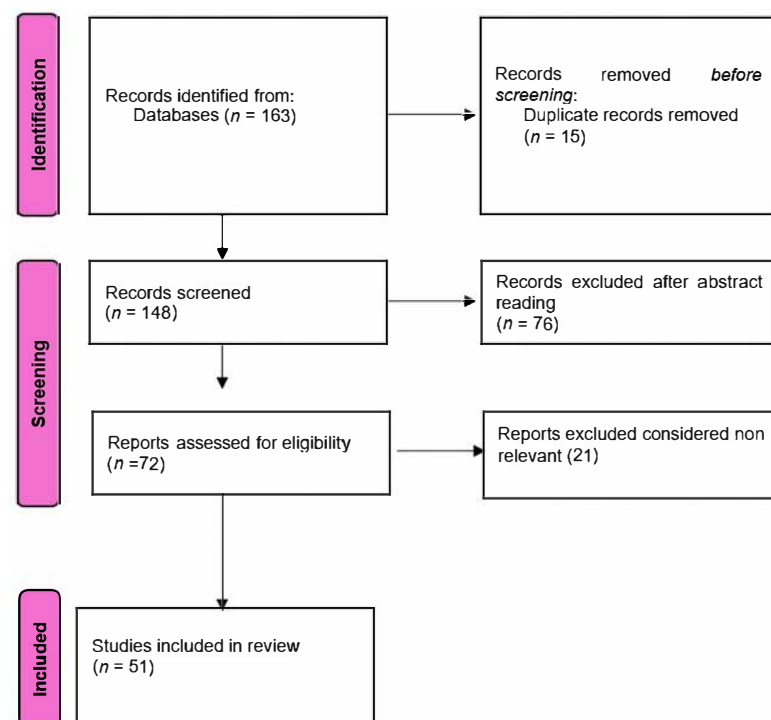 Identification
Records identified from:
Databases (n = 163)
Records removed before
screening:
Duplicate records removed
(n = 15)
Screening
Records screened
(n = 148)
Records excluded after abstract
reading
(n = 76)
Reports assessed for eligibility
(n =72)
Reports excluded considered non
relevant (21)
Included
Studies included in review
(n = 51)